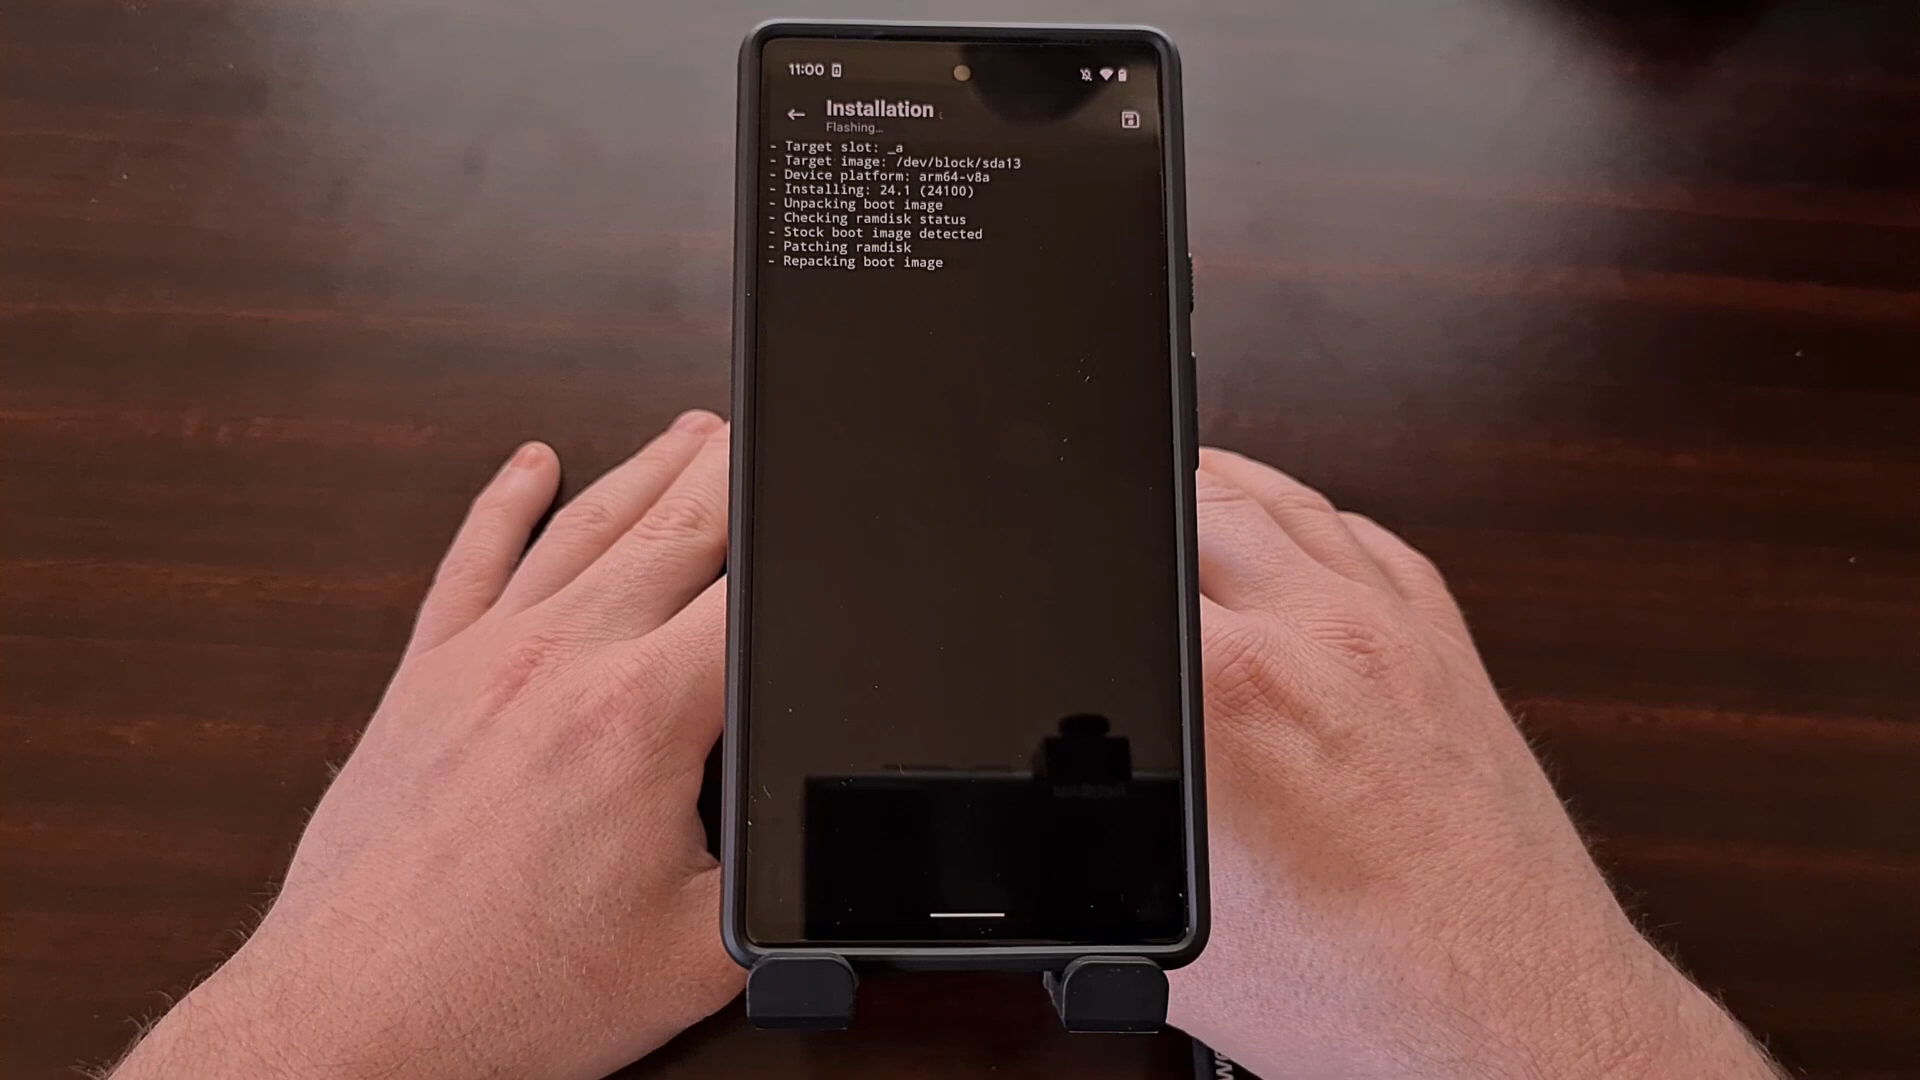 11:00
Installation
Flashing...
- Target slot: _a
- Target image: /dev/block/sda13
- Device platform: arm64-v8a
- Installing: 24.1 (24100)
- Unpacking boot image
- Checking ramdisk status
- Stock boot image detected
- Patching ramdisk
- Repacking boot image